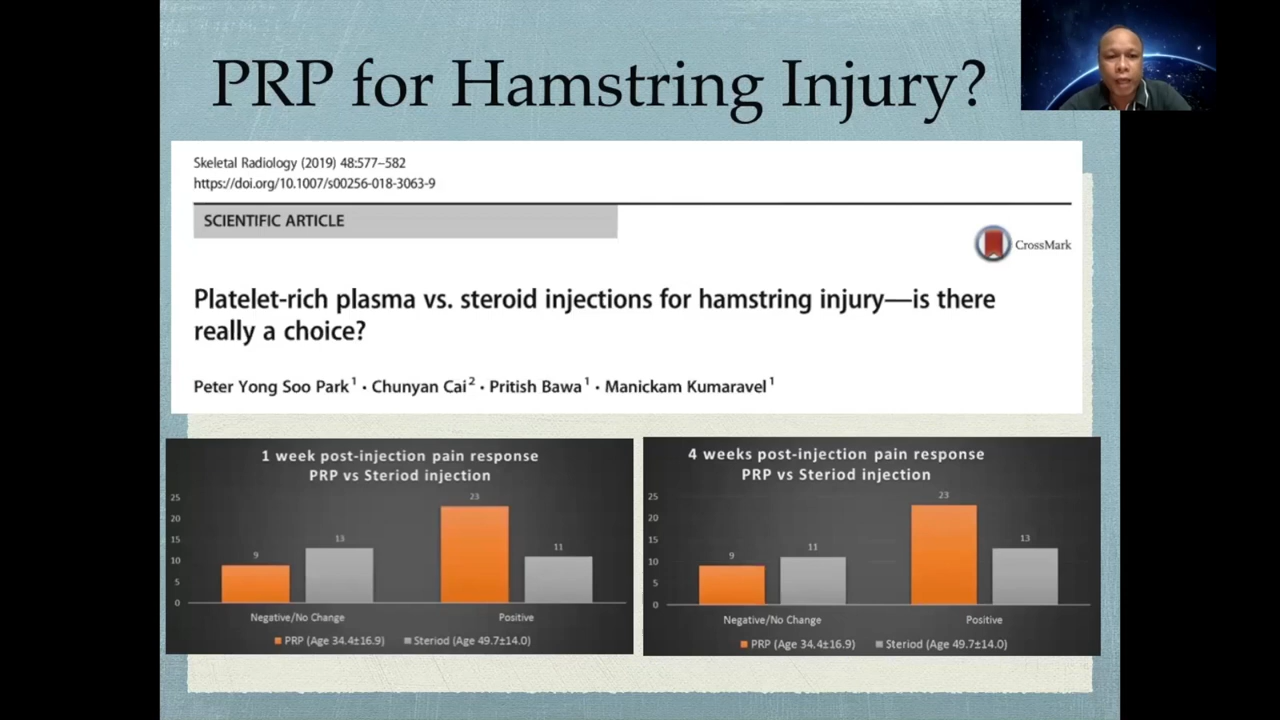 PRP for Hamstring Injury?
Skeletal Radiology (2019) 48:577–582
https://doi.org/10.1007/s00256-018-3063-9
SCIENTIFIC ARTICLE
CrossMark
Platelet-rich plasma vs. steroid injections for hamstring injury—is there
really a choice?
Peter Yong Soo Park 1 · Chunyan Cai 2 · Pritish Bawa 1 · Manickam Kumaravel 1
1 week post-injection pain response
PRP vs Steriod injection
25
20
15
10
5
0
9
13
23
11
Negative/No Change
Positive
PRP (Age 34.4±16.9)
Steriod (Age 49.7±14.0)
4 weeks post-injection pain response
PRP vs Steriod injection
25
20
15
10
5
0
9
11
23
13
Negative/No Change
Positive
PRP (Age 34.4±16.9)
Steriod (Age 49.7±14.0)